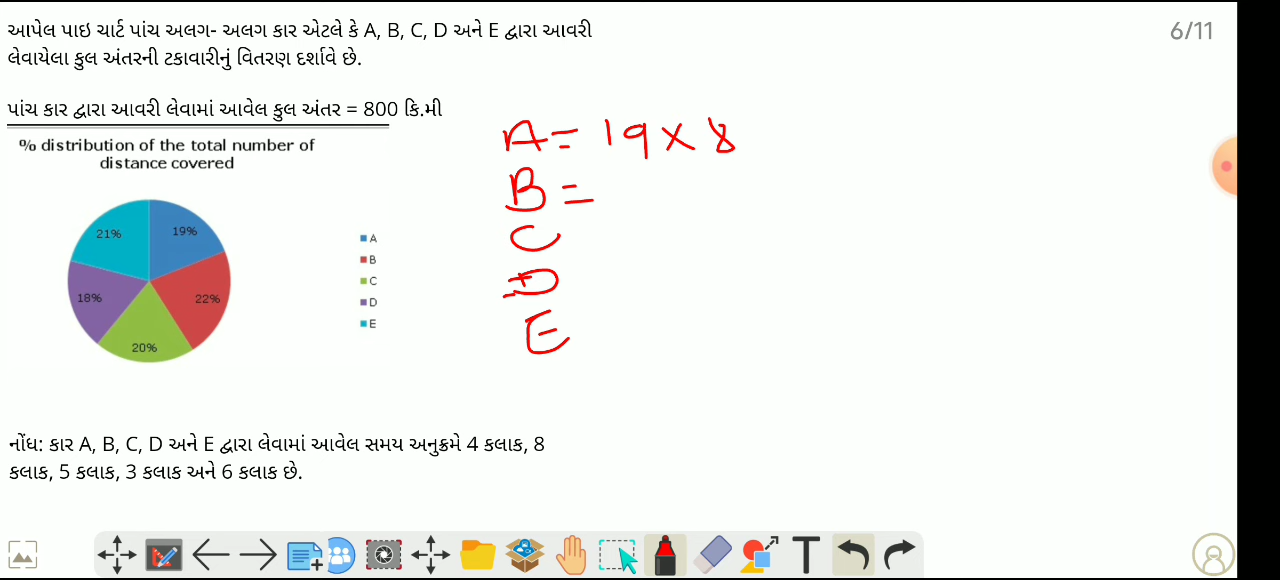 આપેલ પાઇ ચાર્ટ પાંચ અલગ- અલગ કાર એટલે કે A, B, C, D અને E દ્વારા આવરી
લેવાયેલા કુલ અંતરની ટકાવારીનું વિતરણ દર્શાવે છે.
6/11
પાંચ કાર દ્વારા આવરી લેવામાં આવેલ કુલ અંતર = 800 કિ.મી
% distribution of the total number of
distance covered
21%
19%
22%
18%
20%
A
B
C
D
E
A = 19 x 8
B =
C
D
E
નોંધ: કાર A, B, C, D અને E દ્વારા લેવામાં આવેલ સમય અનુક્રમે 4 કલાક, 8
કલાક, 5 કલાક, 3 કલાક અને 6 કલાક છે.
T